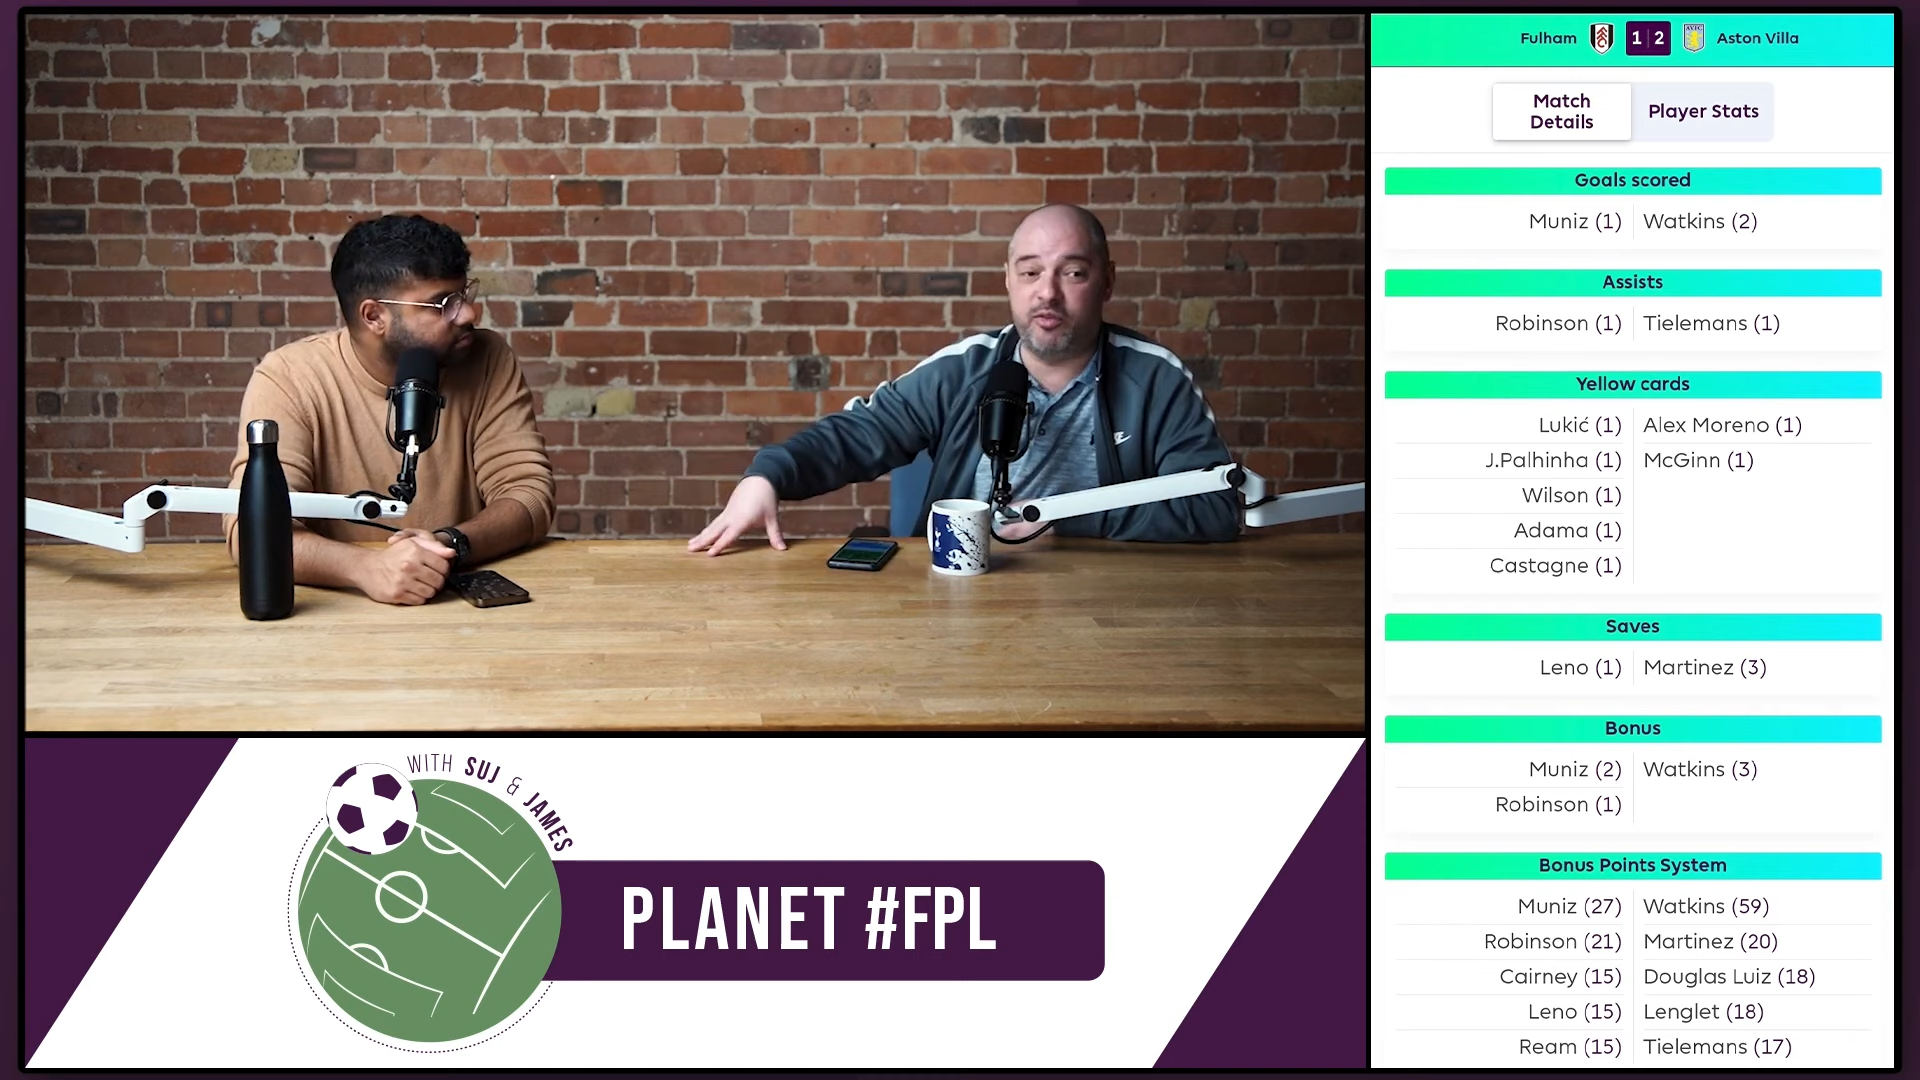 Fulham 1 2 Aston Villa
Match Details
Player Stats
Goals scored
Muniz (1) Watkins (2)
Assists
Robinson (1) Tielemans (1)
Yellow cards
Lukić (1) Alex Moreno (1)
J.Palhinha (1) McGinn (1)
Wilson (1)
Adama (1)
Castagne (1)
Saves
Leno (1) Martinez (3)
Bonus
Muniz (2) Watkins (3)
Robinson (1)
Bonus Points System
Muniz (27) Watkins (59)
Robinson (21) Martinez (20)
Cairney (15) Douglas Luiz (18)
Leno (15) Lenglet (18)
Ream (15) Tielemans (17)
WITH SUJ & JAMES
PLANET #FPL